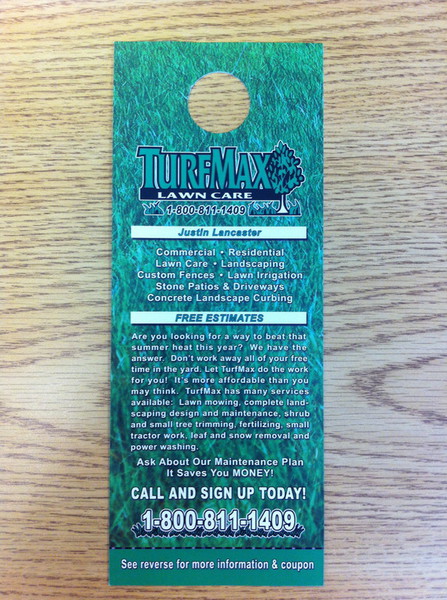 TURFMAX
LAWN CARE
1-800-811-1409
Justin Lancaster
Commercial • Residential
Lawn Care • Landscaping
Custom Fences • Lawn Irrigation
Stone Patios & Driveways
Concrete Landscape Curbing
FREE ESTIMATES
Are you looking for a way to beat that
summer heat this year? We have the
answer. Don't work away all of your free
time in the yard. Let TurfMax do the work
for you! It's more affordable than you
may think. TurfMax has many services
available: Lawn mowing, complete land-
scaping design and maintenance, shrub
and small tree trimming, fertilizing, small
tractor work, leaf and snow removal and
power washing.
Ask About Our Maintenance Plan
It Saves You MONEY!
CALL AND SIGN UP TODAY!
1-800-811-1409
See reverse for more information & coupon